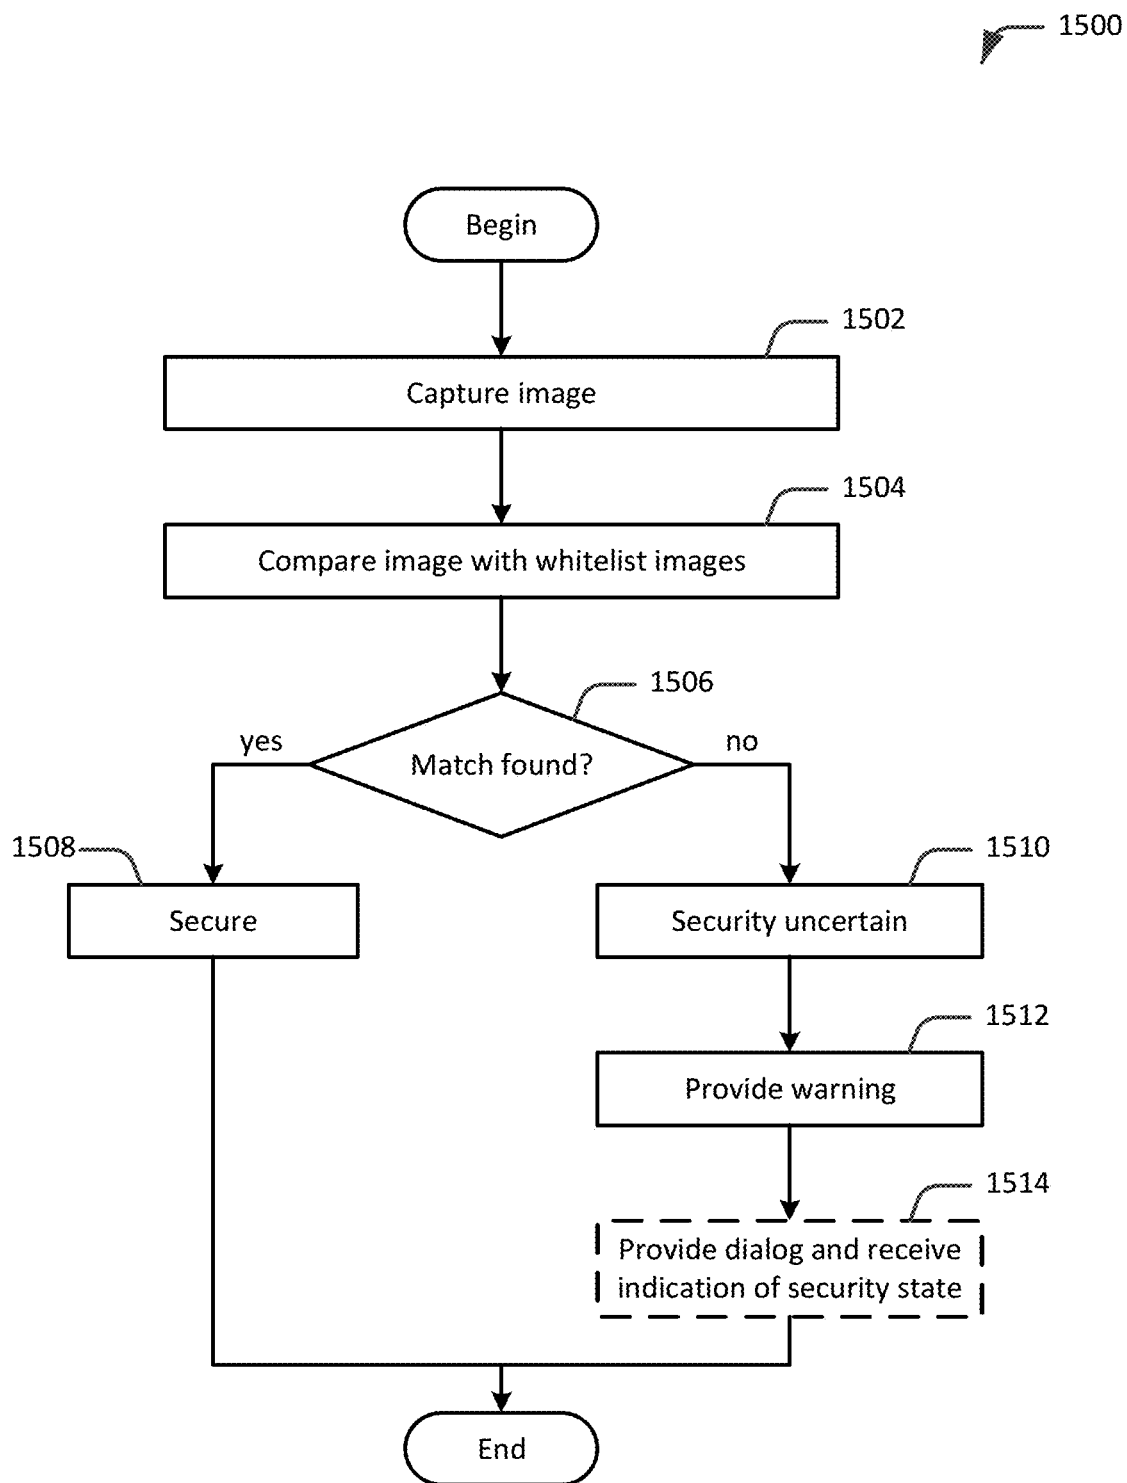 1500
Begin
1502
Capture image
1504
Compare image with whitelist images
1506
yes
no
Match found?
1508
1510
Secure
Security uncertain
1512
Provide warning
1514
Provide dialog and receive
indication of security state
End